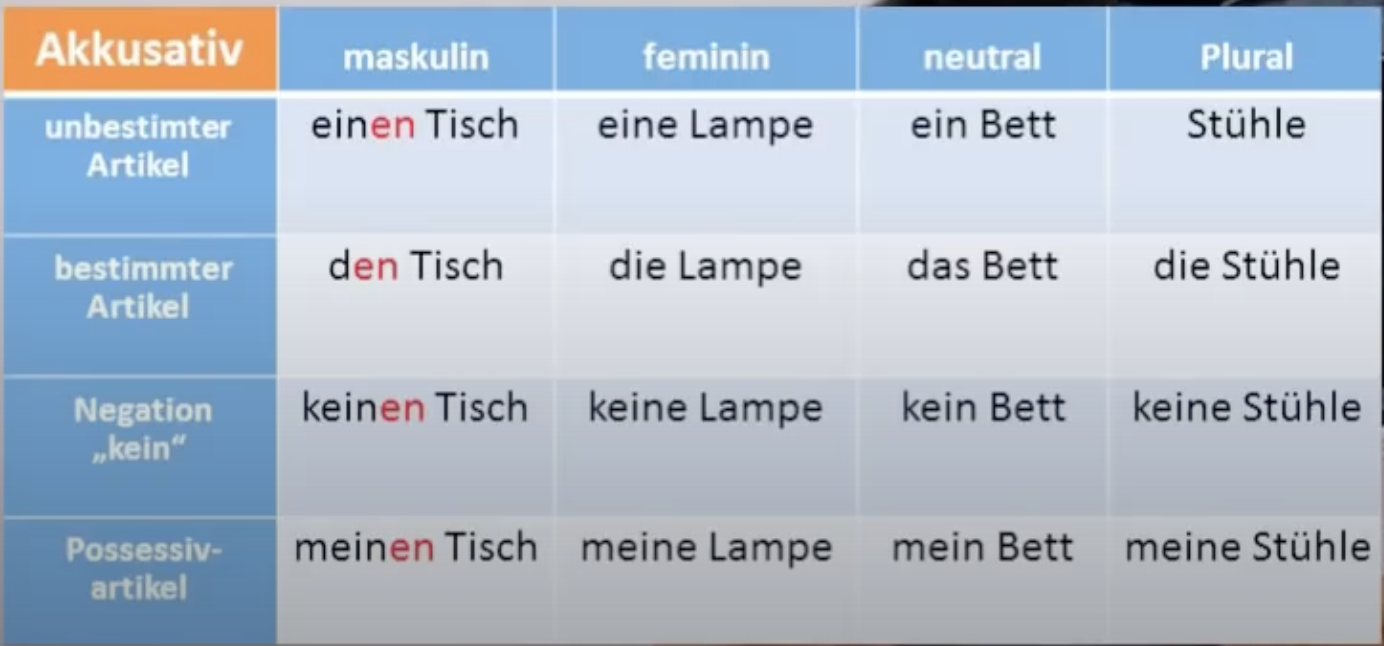 Akkusativ maskulin feminin neutral Plural
unbestimter
Artikel
einen Tisch eine Lampe ein Bett Stühle
bestimmter
Artikel
den Tisch die Lampe das Bett die Stühle
Negation
„kein“
keinen Tisch keine Lampe kein Bett keine Stühle
Possessiv-
artikel
meinen Tisch meine Lampe mein Bett meine Stühle